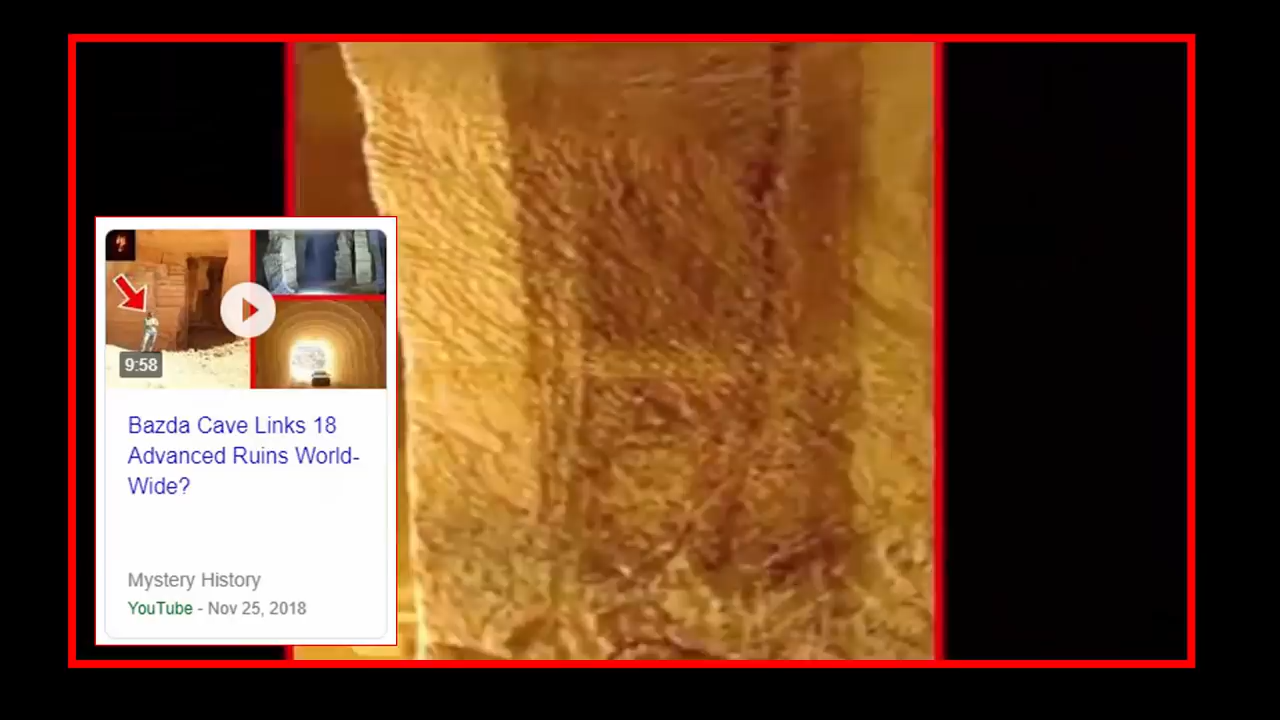 9:58
Bazda Cave Links 18
Advanced Ruins World-
Wide?
Mystery History
YouTube - Nov 25, 2018